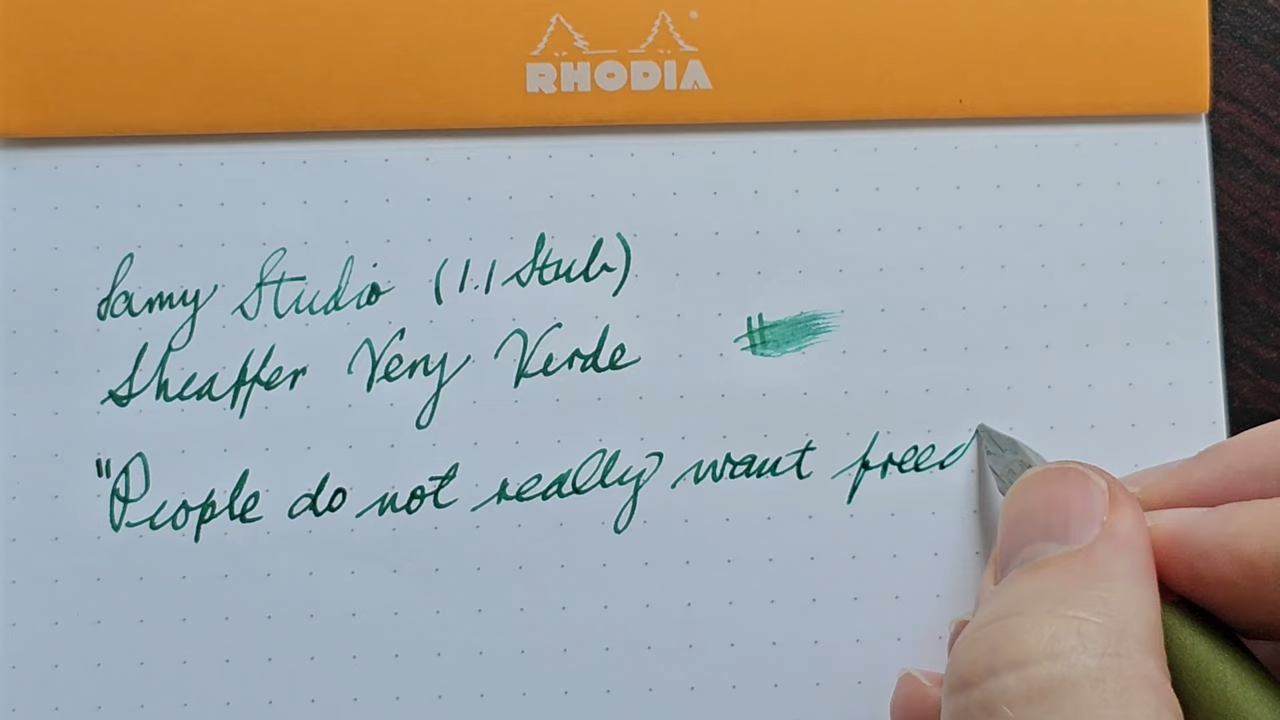 RHODIA
Lamy Studio (1.1 Stub)
Sheaffer Very Verde
"People do not really want freed